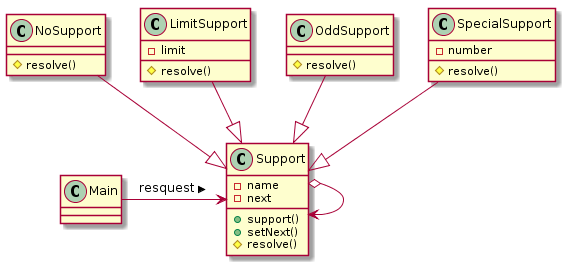 C NoSupport
resolve()
C LimitSupport
limit
resolve()
C OddSupport
resolve()
C SpecialSupport
number
resolve()
C Main
resquest ▶
C Support
name
next
support()
setNext()
resolve()